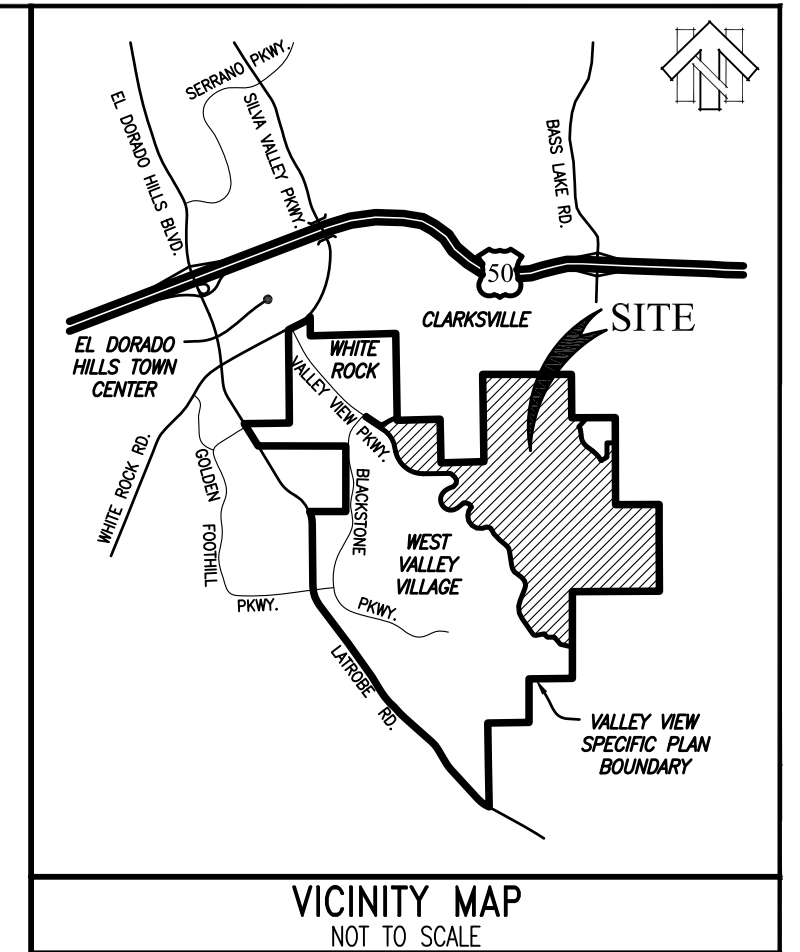 SERRANO PKWY.
EL DORADO HILLS BLVD.
SILVA VALLEY PKWY.
BASS LAKE RD.
N
50
CLARKSVILLE
SITE
EL DORADO
HILLS TOWN
CENTER
WHITE
ROCK
VALLEY VIEW PKWY.
WHITE ROCK RD.
GOLDEN
FOOTHILL
PKWY.
BLACKSTONE
PKWY.
WEST
VALLEY
VILLAGE
LATROBE RD.
VALLEY VIEW
SPECIFIC PLAN
BOUNDARY
VICINITY MAP
NOT TO SCALE